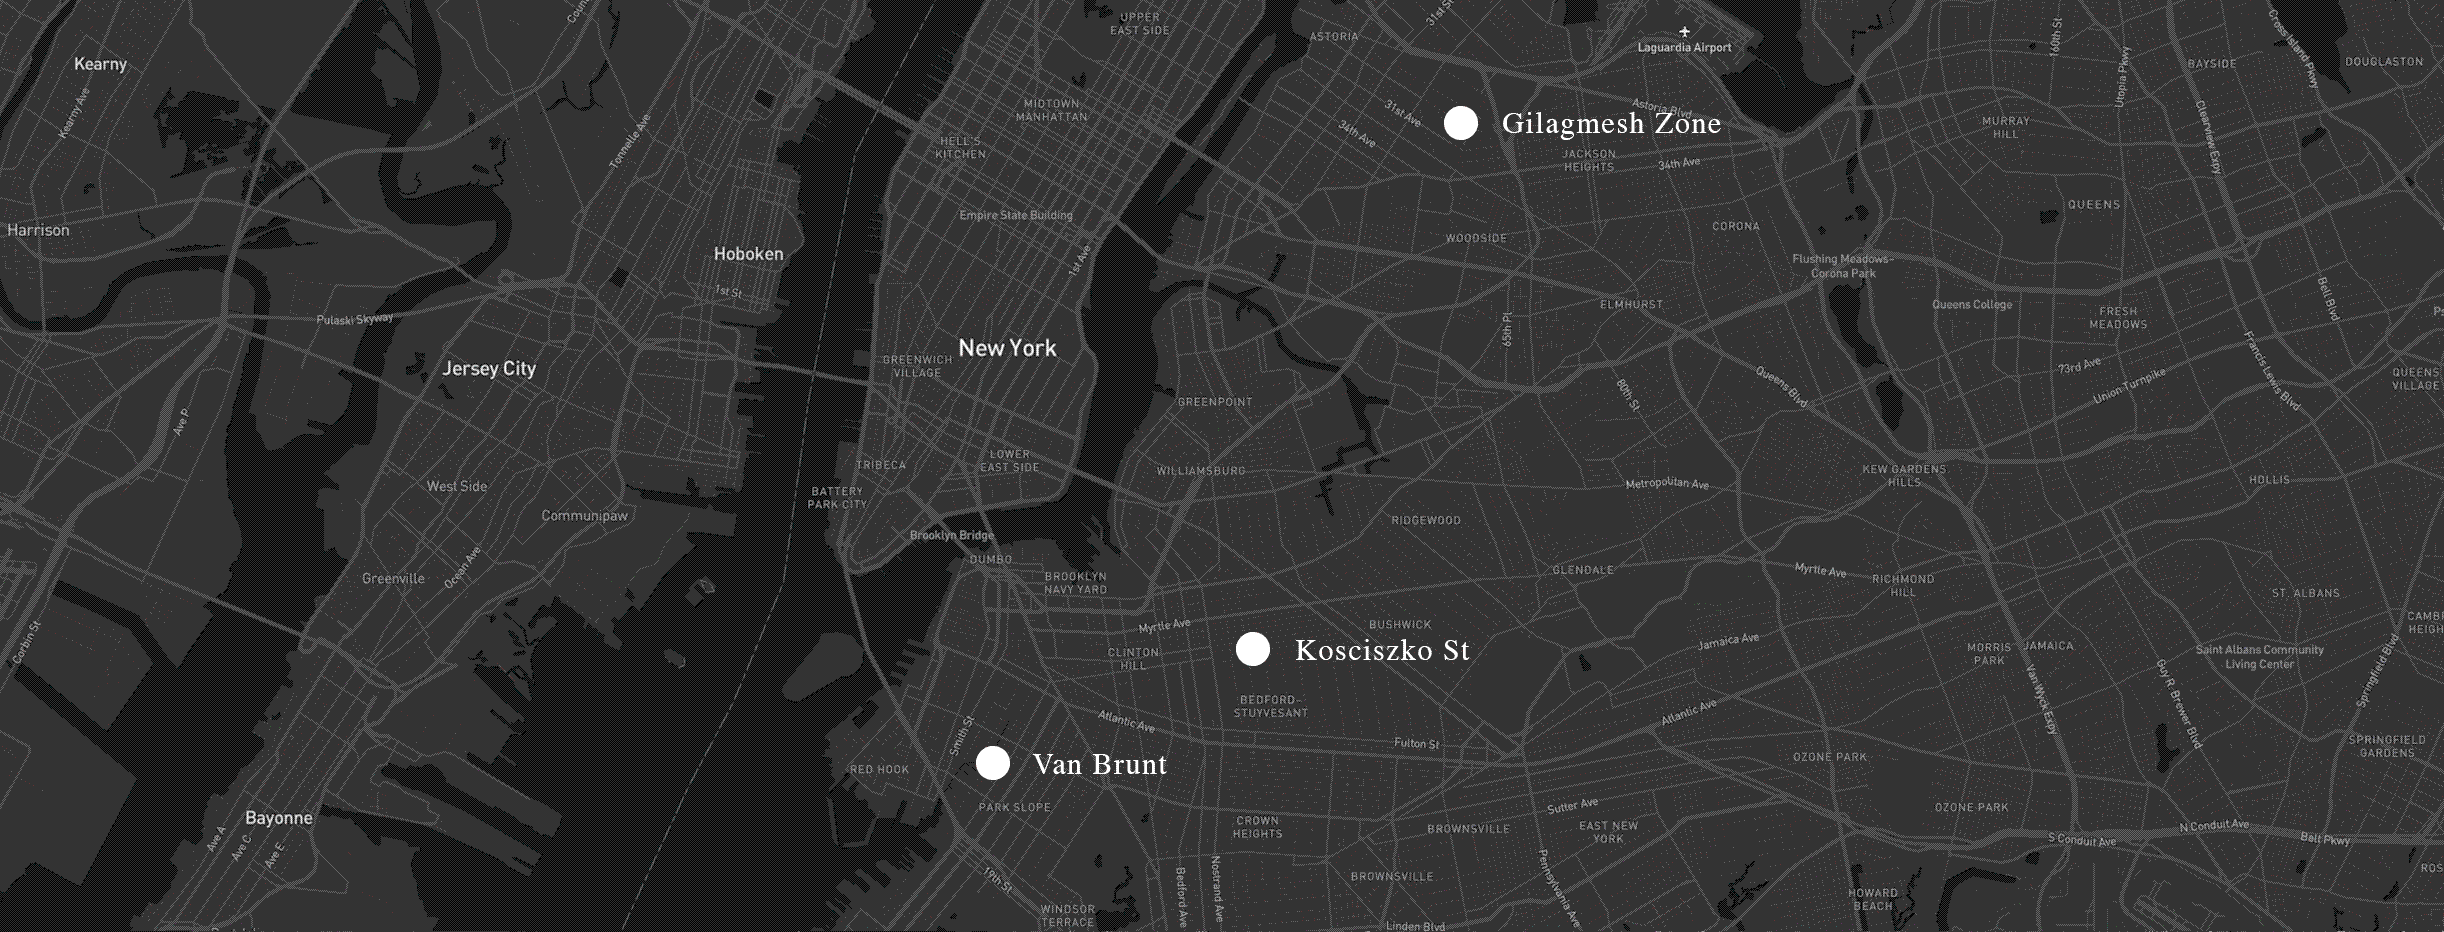 UPPER
EAST SIDE
ASTORIA
31st St
Laguardia Airport
160th St
Cross Island Pkwy
BAYSIDE
DOUGLASTON
Utopia Pkwy
Kearny
Kearny Ave
Tonnelle Ave
MIDTOWN
MANHATTAN
HELL'S
KITCHEN
31st Ave
34th Ave
Gilagmesh Zone
Astoria Blvd
JACKSON
HEIGHTS
34th Ave
MURRAY
HILL
Clearview Expy
QUEENS
Harrison
Empire State Building
Hoboken
1st St
1st Ave
WOODSIDE
CORONA
Flushing Meadows-
Corona Park
Bell Blvd
Pulaski Skyway
Jersey City
New York
GREENWICH
VILLAGE
65th Pl
ELMHURST
Queens College
FRESH
MEADOWS
Francis Lewis Blvd
73rd Ave
Union Turnpike
QUEENS
VILLAGE
Ave P
GREENPOINT
80th St
Queens Blvd
TRIBECA
LOWER
EAST SIDE
WILLIAMSBURG
Metropolitan Ave
KEW GARDENS
HILLS
HOLLIS
West Side
BATTERY
PARK CITY
Communipaw
Brooklyn Bridge
RIDGEWOOD
DUMBO
Greenville
Ocean Ave
BROOKLYN
NAVY YARD
GLENDALE
Myrtle Ave
RICHMOND
HILL
ST. ALBANS
Corbin St
Myrtle Ave
BUSHWICK
Kosciszko St
CLINTON
HILL
Jamaica Ave
MORRIS
PARK
JAMAICA
Saint Albans Community
Living Center
Springfield Blvd
Van Wyck Expy
Guy R. Brewer Blvd
BEDFORD-
STUYVESANT
Atlantic Ave
Atlantic Ave
Smith St
Fulton St
RED HOOK
Van Brunt
OZONE PARK
SPRINGFIELD
GARDENS
PARK SLOPE
Bayonne
Ave A
Ave C
Ave E
CROWN
HEIGHTS
BROWNSVILLE
Sutter Ave
EAST NEW
YORK
OZONE PARK
S Conduit Ave
N Conduit Ave
Belt Pkwy
19th St
Bedford Ave
Nostrand Ave
BROWNSVILLE
Pennsylvania Ave
HOWARD
BEACH
WINDSOR
TERRACE
Linden Blvd